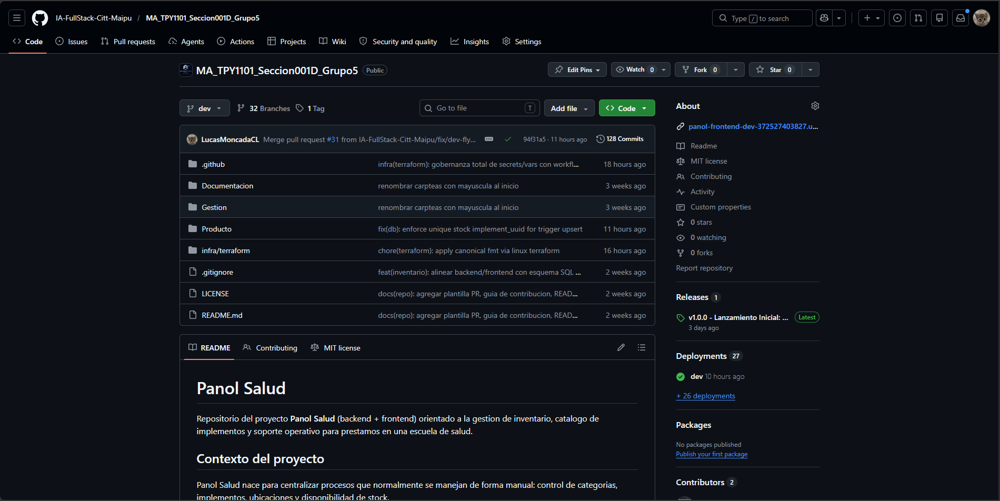 IA-FullStack-Citt-Maipu / MA_TPY1101_Seccion001D_Grupo5
Type / to search
Code Issues Pull requests Agents Actions Projects Wiki Security and quality Insights Settings
MA_TPY1101_Seccion001D_Grupo5 Public
Edit Pins Watch 0 Fork 0 Star 0
dev 32 Branches 1 Tag
Go to file T
Add file
Code
LucasMoncadaCL Merge pull request #31 from IA-FullStack-Citt-Maipu/fix/dev-fly... 94f31a5 · 11 hours ago 128 Commits
.github infra(terraform): gobernanza total de secrets/vars con workfl... 18 hours ago
Documentacion renombrar carpteas con mayuscula al inicio 3 weeks ago
Gestion renombrar carpteas con mayuscula al inicio 3 weeks ago
Producto fix(db): enforce unique stock implement_uuid for trigger upsert 11 hours ago
infra/terraform chore(terraform): apply canonical fmt via linux terraform 16 hours ago
.gitignore feat(inventario): alinear backend/frontend con esquema SQL ... 2 weeks ago
LICENSE docs(repo): agregar plantilla PR, guia de contribucion, READ... 2 weeks ago
README.md docs(repo): agregar plantilla PR, guia de contribucion, READ... 2 weeks ago
README Contributing MIT license
Panol Salud
Repositorio del proyecto Panol Salud (backend + frontend) orientado a la gestion de inventario, catalogo de
implementos y soporte operativo para prestamos en una escuela de salud.
Contexto del proyecto
Panol Salud nace para centralizar procesos que normalmente se manejan de forma manual: control de categorias,
implementos, ubicaciones y disponibilidad de stock.
About
panol-frontend-dev-372527403827.u...
Readme
MIT license
Contributing
Activity
Custom properties
0 stars
0 watching
0 forks
Report repository
Releases 1
v1.0.0 - Lanzamiento Inicial: ... Latest
3 days ago
Deployments 27
dev 10 hours ago
+ 26 deployments
Packages
No packages published
Publish your first package
Contributors 2